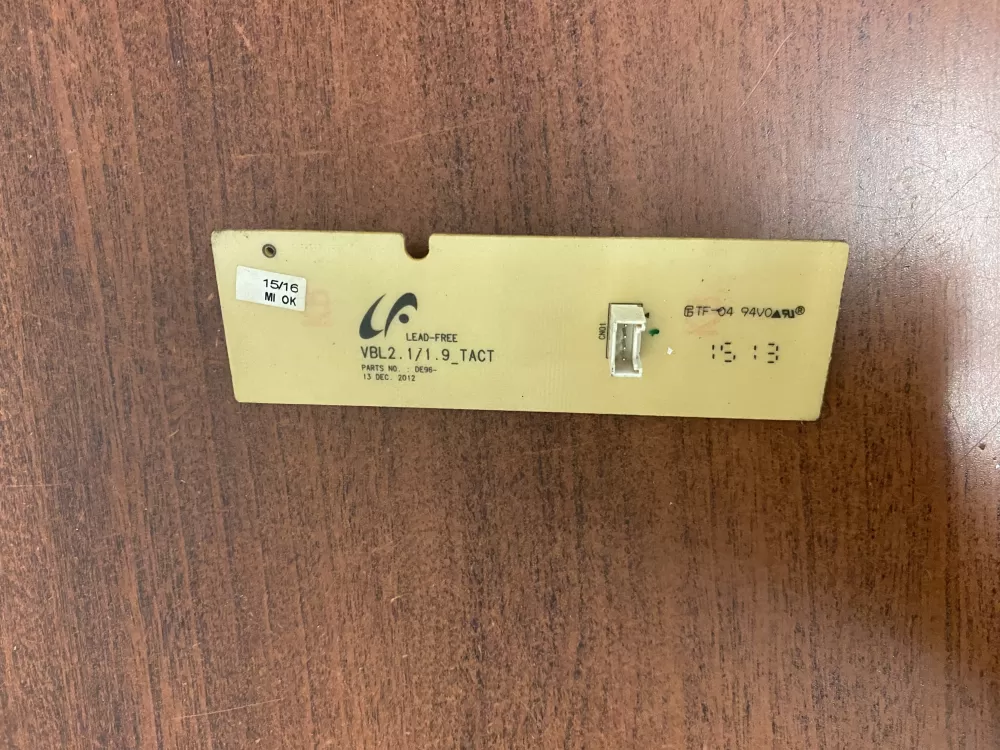 15/16
MI OK
LF
LEAD-FREE
VBL2.1/1.9_TACT
PARTS NO. : DE96-
13 DEC. 2012
CN01
TF-04 94V0 ®
15 13